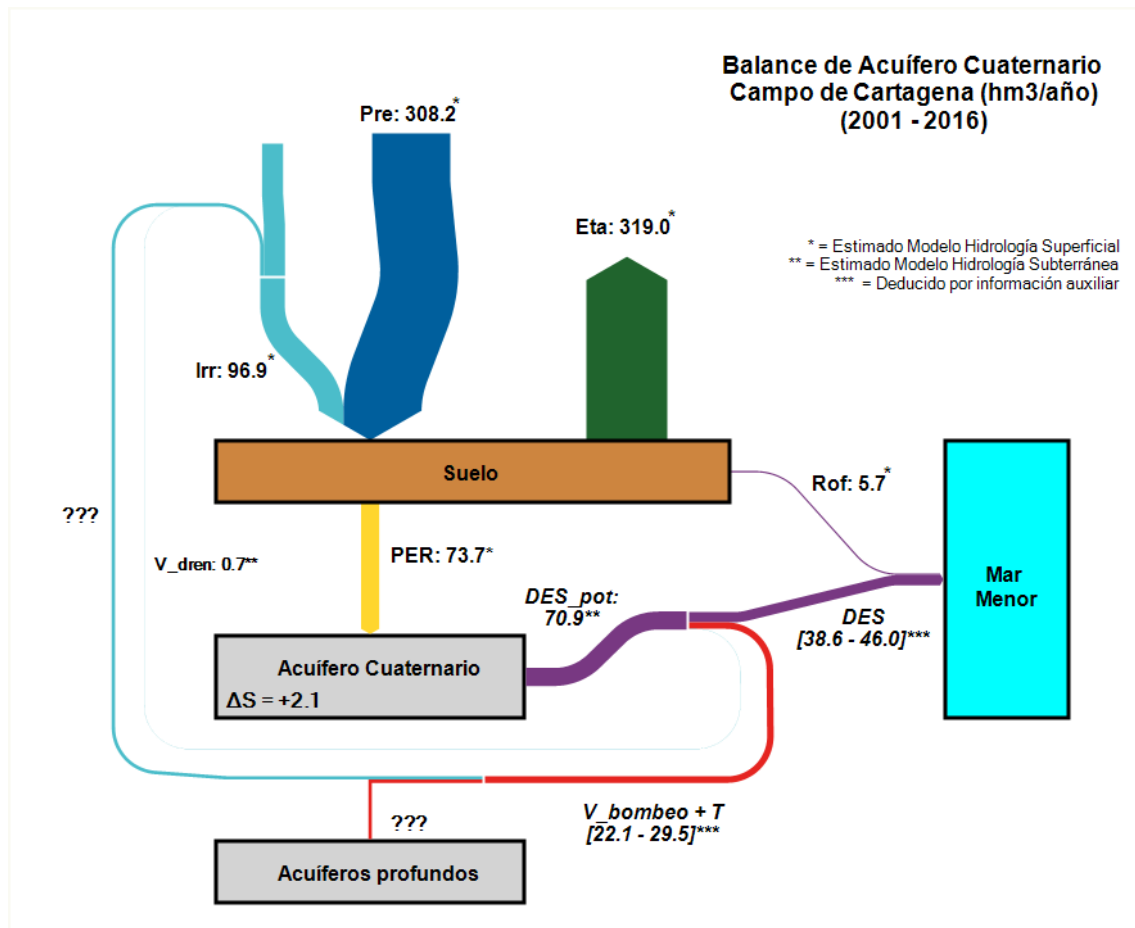 Balance de Acuífero Cuaternario
Campo de Cartagena (hm3/año)
(2001 - 2016)
Pre: 308.2*
Eta: 319.0*
* = Estimado Modelo Hidrología Superficial
** = Estimado Modelo Hidrología Subterránea
*** = Deducido por información auxiliar
Irr: 96.9*
Suelo
Rof: 5.7*
???
V_dren: 0.7**
PER: 73.7*
DES_pot:
70.9**
Mar
Menor
DES
[38.6 - 46.0]***
Acuífero Cuaternario
ΔS = +2.1
V_bombeo + T
[22.1 - 29.5]***
???
Acuíferos profundos